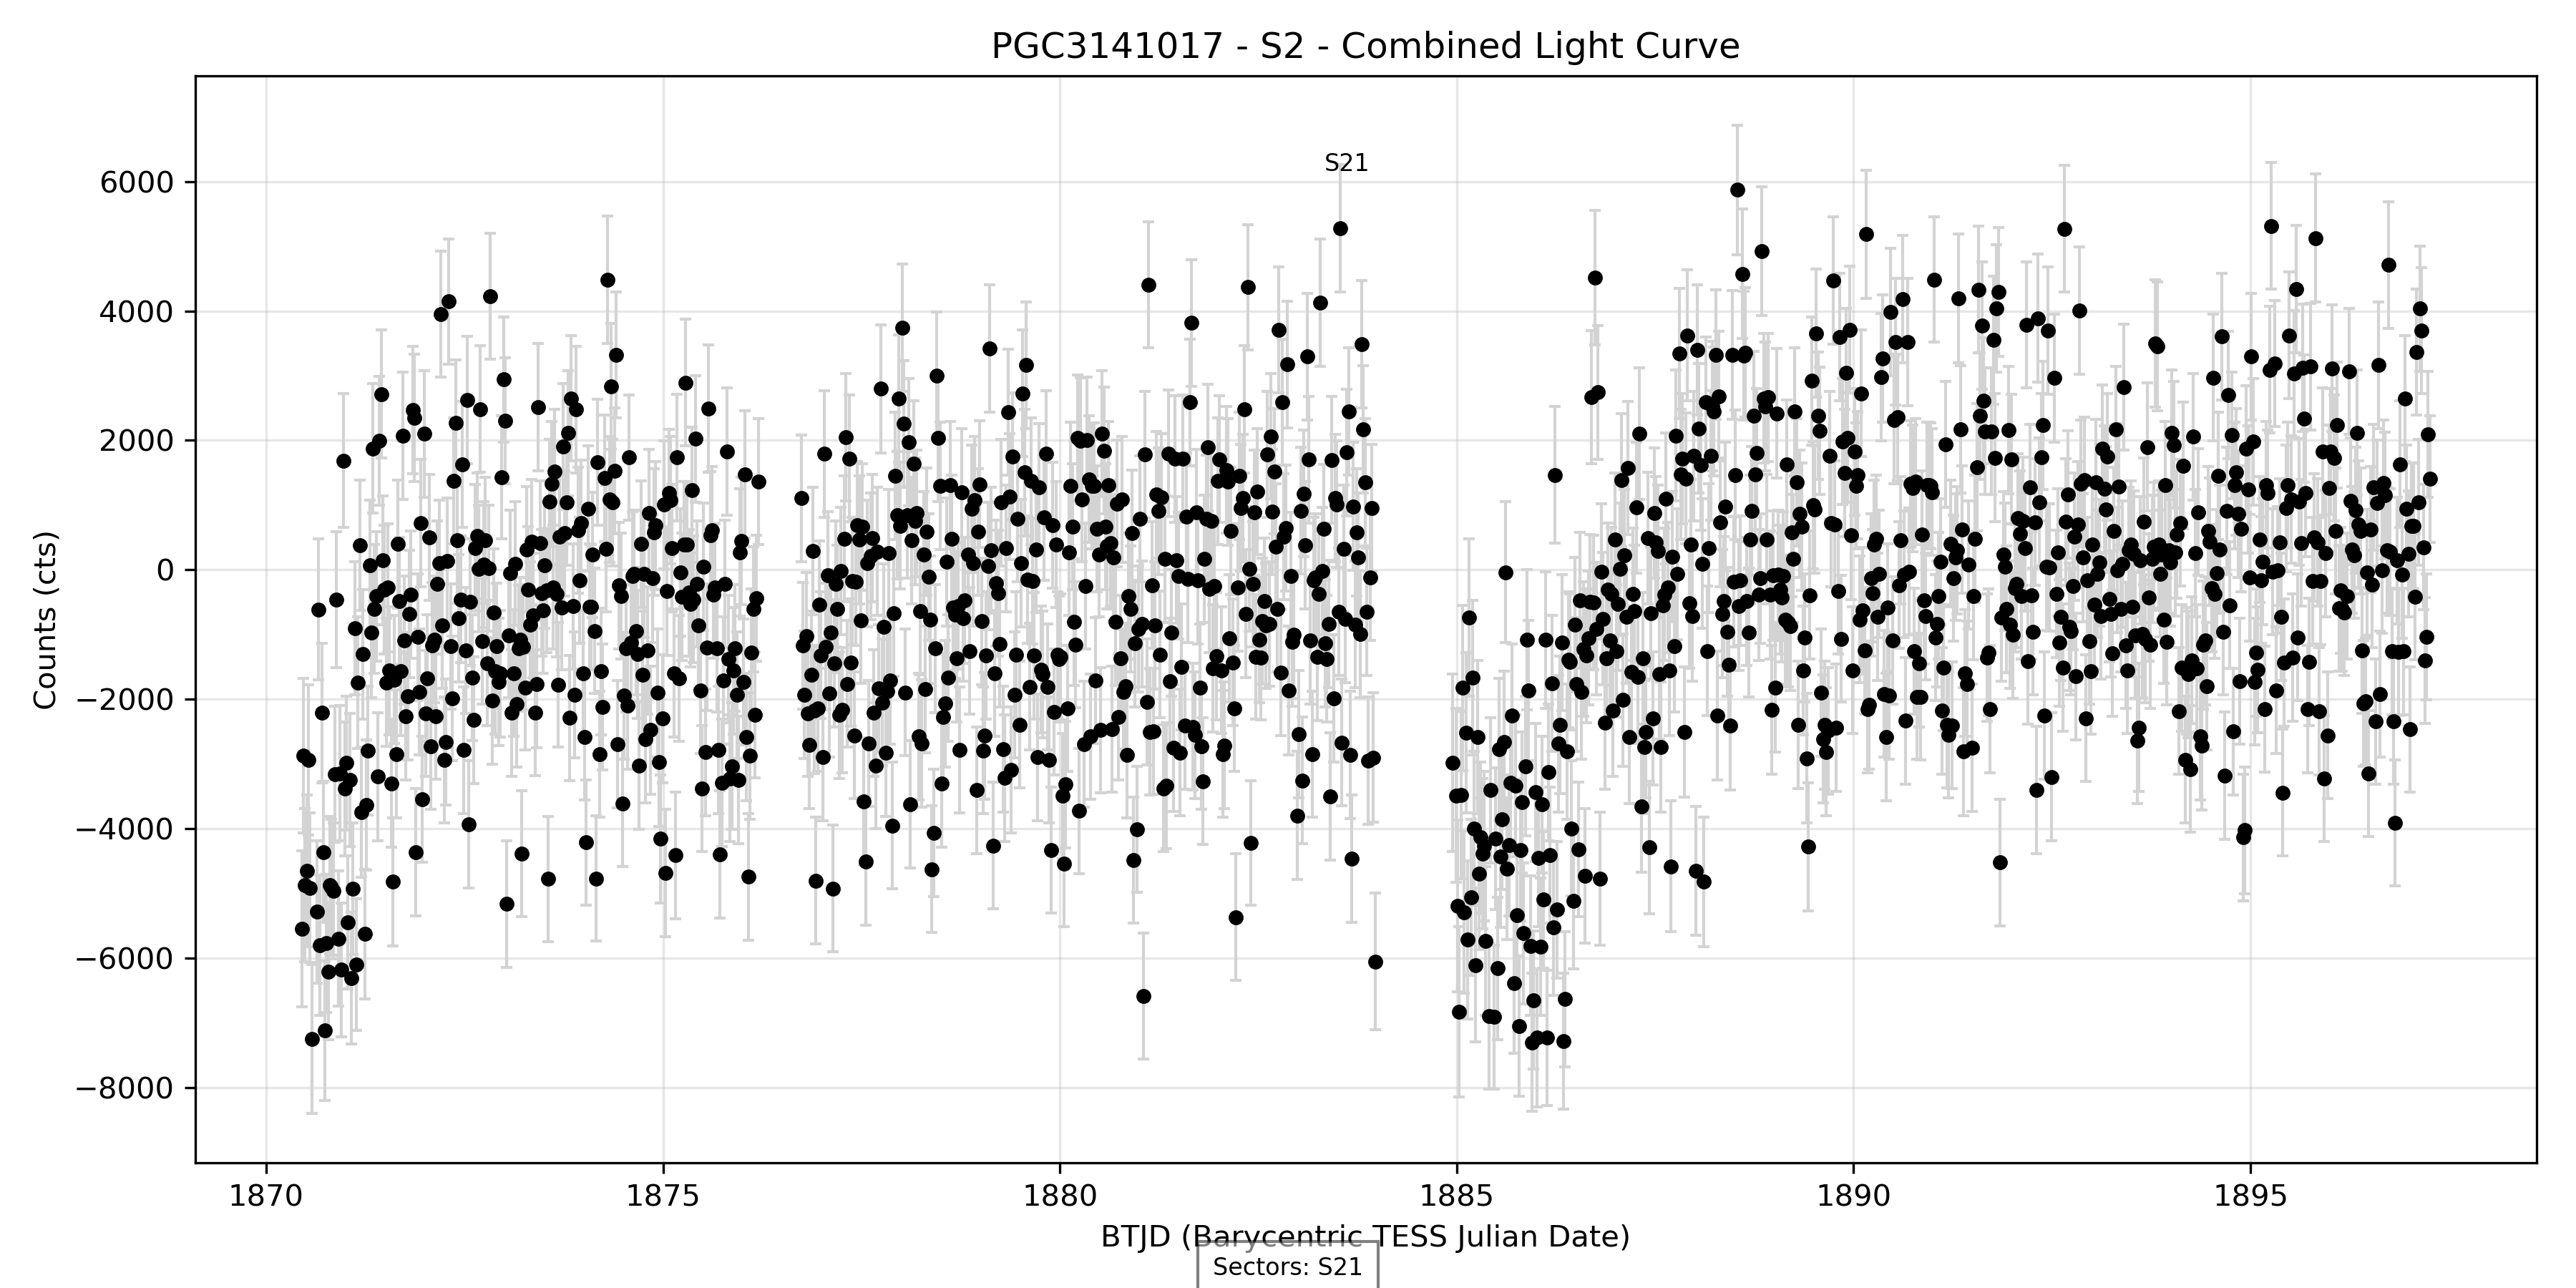 PGC3141017 - S2 - Combined Light Curve
S21
Counts (cts)
6000
4000
2000
0
−2000
−4000
−6000
−8000
1870 1875 1880 1885 1890 1895
BTJD (Barycentric TESS Julian Date)
Sectors: S21